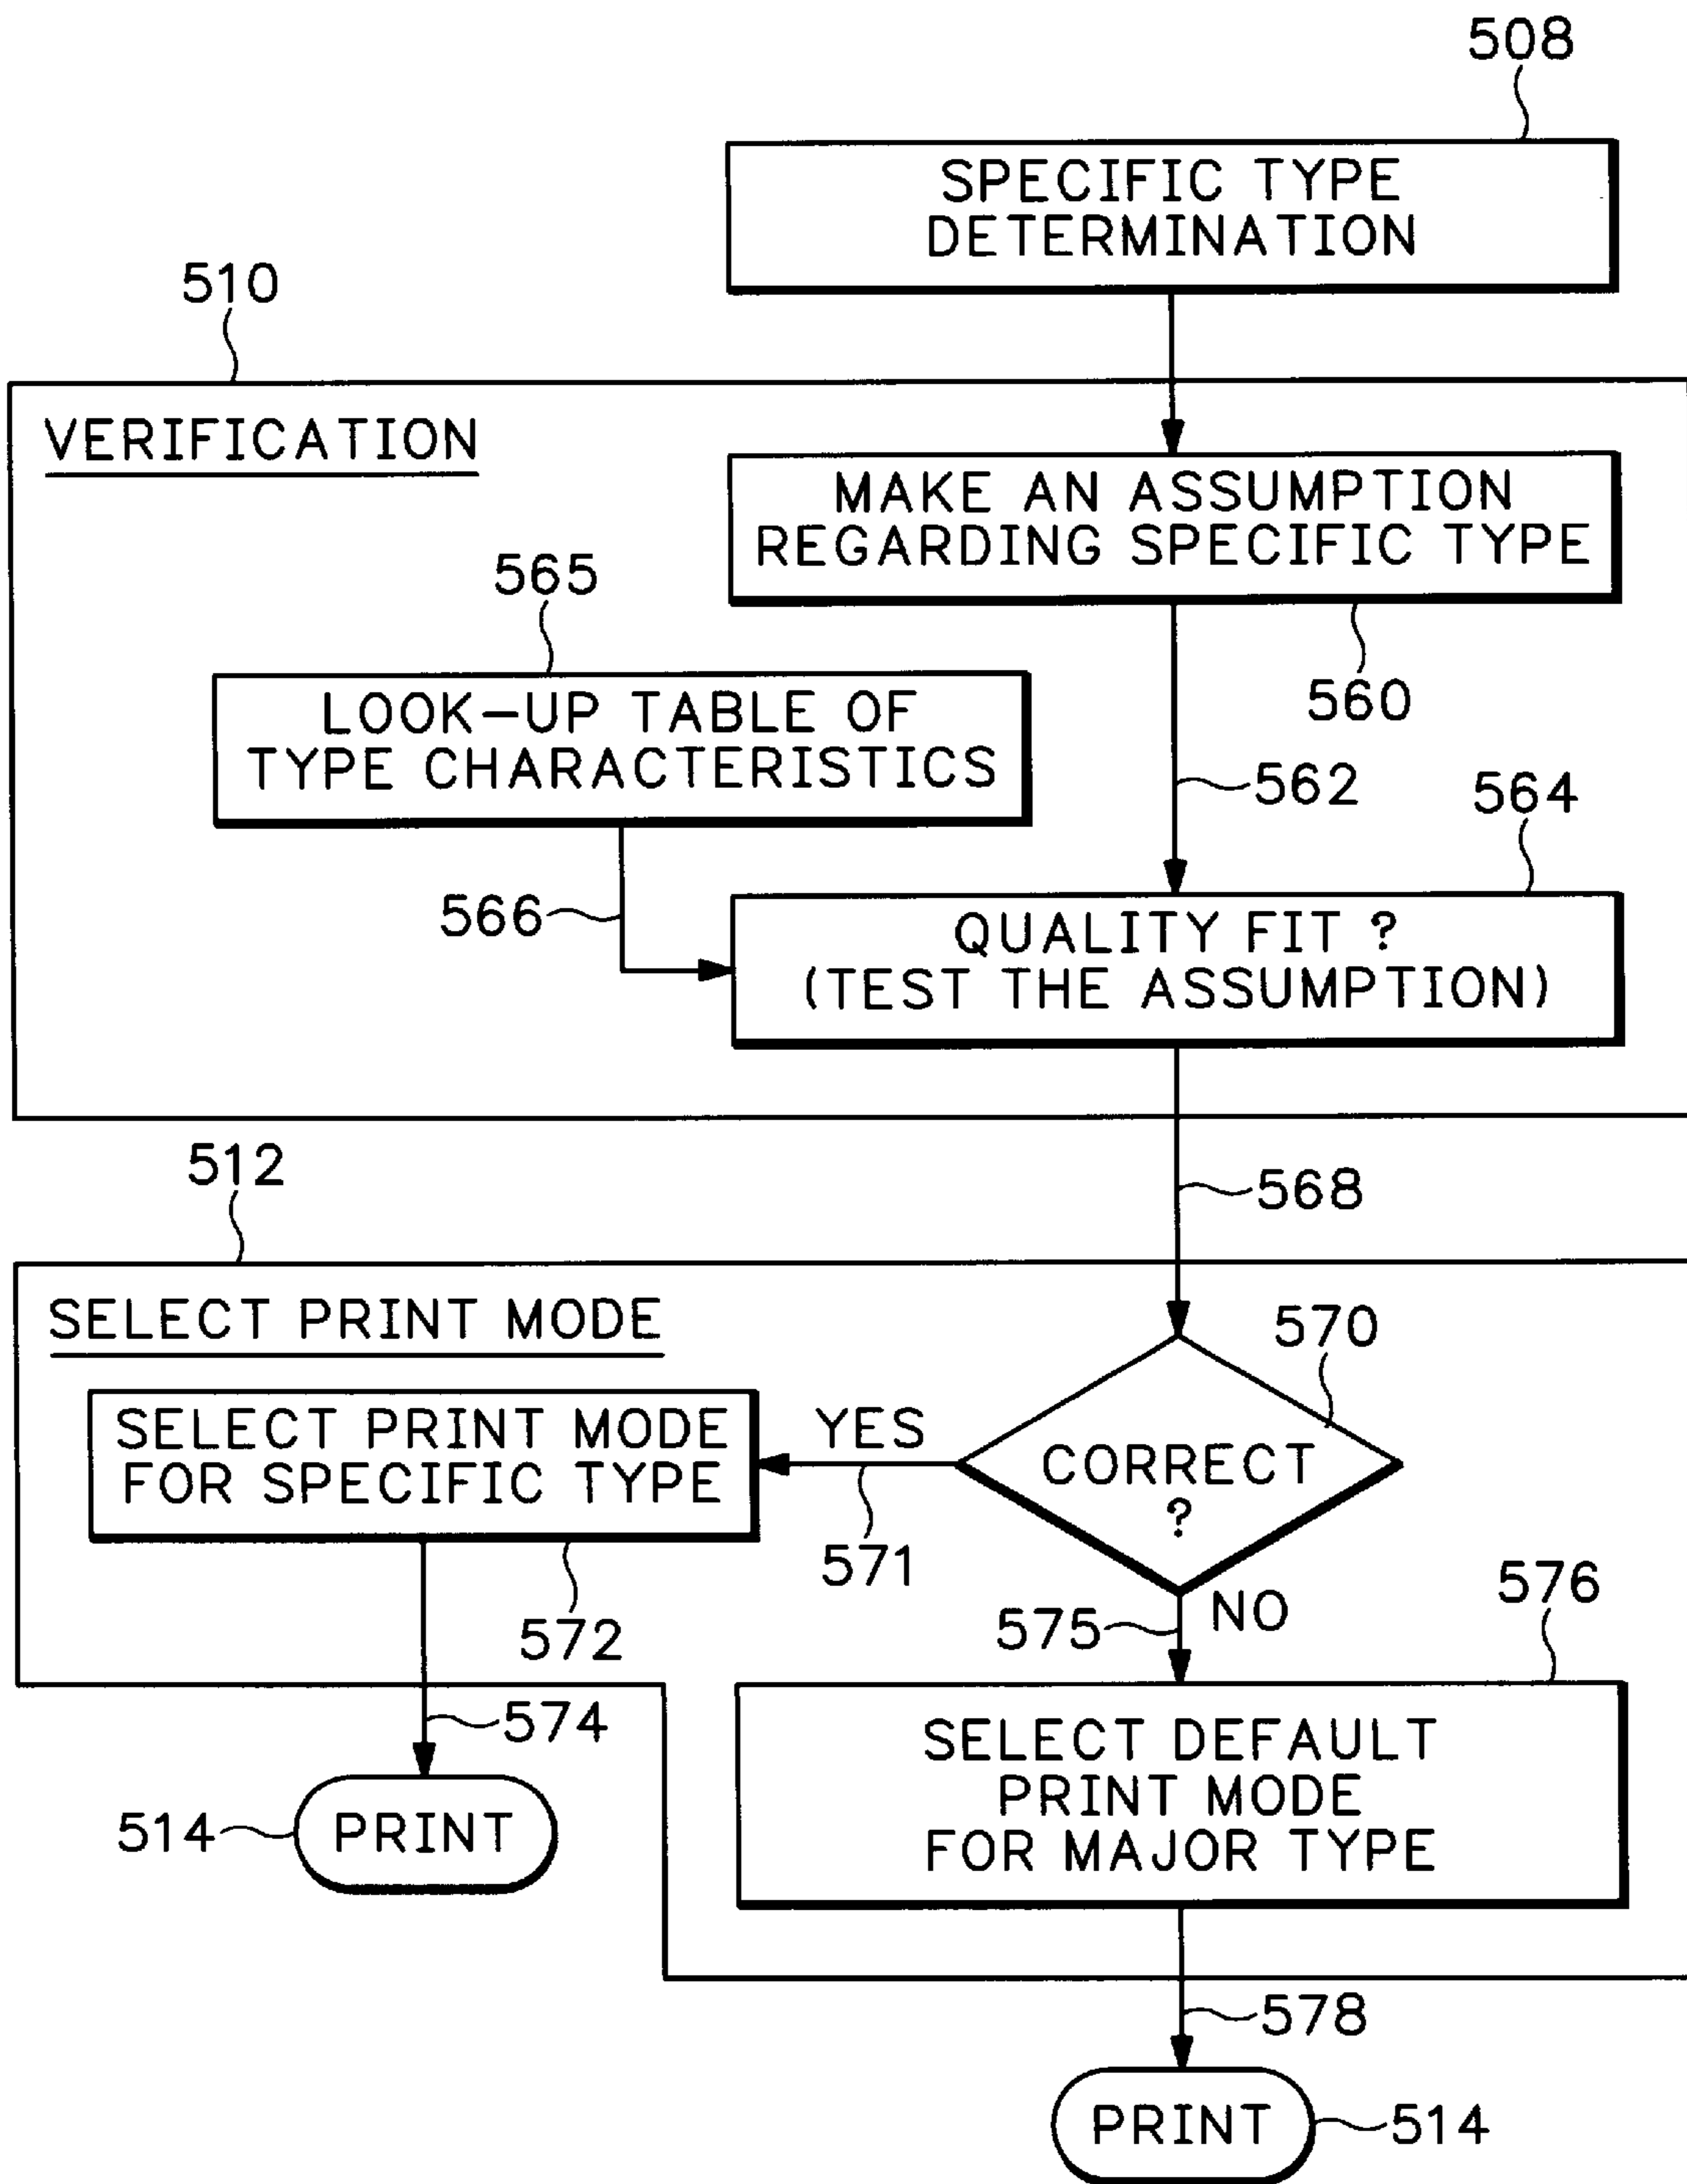 508
SPECIFIC TYPE
DETERMINATION
510
VERIFICATION
MAKE AN ASSUMPTION
REGARDING SPECIFIC TYPE
565
560
LOOK-UP TABLE OF
TYPE CHARACTERISTICS
562
564
566
QUALITY FIT ?
(TEST THE ASSUMPTION)
512
568
SELECT PRINT MODE
570
SELECT PRINT MODE
FOR SPECIFIC TYPE
YES
CORRECT
?
571
572
575
NO
576
574
SELECT DEFAULT
PRINT MODE
FOR MAJOR TYPE
514
PRINT
578
PRINT
514